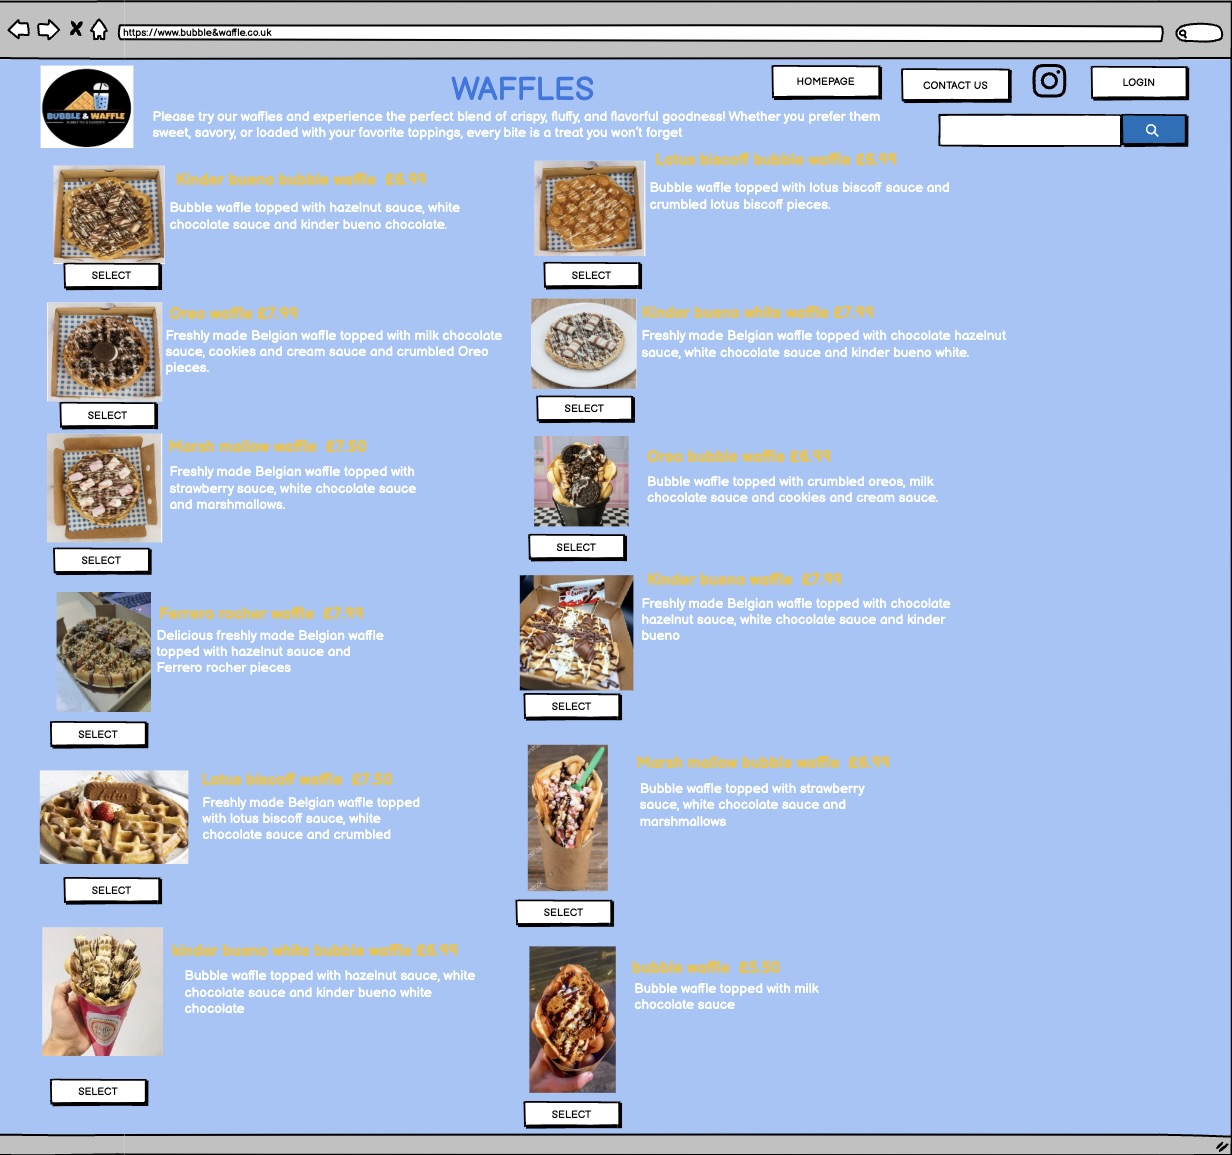 https://www.bubble&waffle.co.uk
BUBBLE & WAFFLE
WAFFLES
HOMEPAGE
CONTACT US
LOGIN
Please try our waffles and experience the perfect blend of crispy, fluffy, and flavorful goodness! Whether you prefer them
sweet, savory, or loaded with your favorite toppings, every bite is a treat you won't forget
Kinder bueno bubble waffle £6.99
Bubble waffle topped with hazelnut sauce, white
chocolate sauce and kinder bueno chocolate.
SELECT
Lotus biscoff bubble waffle £6.99
Bubble waffle topped with lotus biscoff sauce and
crumbled lotus biscoff pieces.
SELECT
Oreo waffle £7.99
Freshly made Belgian waffle topped with milk chocolate
sauce, cookies and cream sauce and crumbled Oreo
pieces.
SELECT
Kinder bueno white waffle £7.99
Freshly made Belgian waffle topped with chocolate hazelnut
sauce, white chocolate sauce and kinder bueno white.
SELECT
Marsh mallow waffle £7.50
Freshly made Belgian waffle topped with
strawberry sauce, white chocolate sauce
and marshmallows.
SELECT
Oreo bubble waffle £6.99
Bubble waffle topped with crumbled oreos, milk
chocolate sauce and cookies and cream sauce.
SELECT
Ferrero rocher waffle £7.99
Delicious freshly made Belgian waffle
topped with hazelnut sauce and
Ferrero rocher pieces
SELECT
Kinder bueno waffle £7.99
Freshly made Belgian waffle topped with chocolate
hazelnut sauce, white chocolate sauce and kinder
bueno
SELECT
Lotus biscoff waffle £7.50
Freshly made Belgian waffle topped
with lotus biscoff sauce, white
chocolate sauce and crumbled
SELECT
Marsh mallow bubble waffle £6.99
Bubble waffle topped with strawberry
sauce, white chocolate sauce and
marshmallows
SELECT
kinder bueno white bubble waffle £6.99
Bubble waffle topped with hazelnut sauce, white
chocolate sauce and kinder bueno white
chocolate
SELECT
bubble waffle £5.50
Bubble waffle topped with milk
chocolate sauce
SELECT